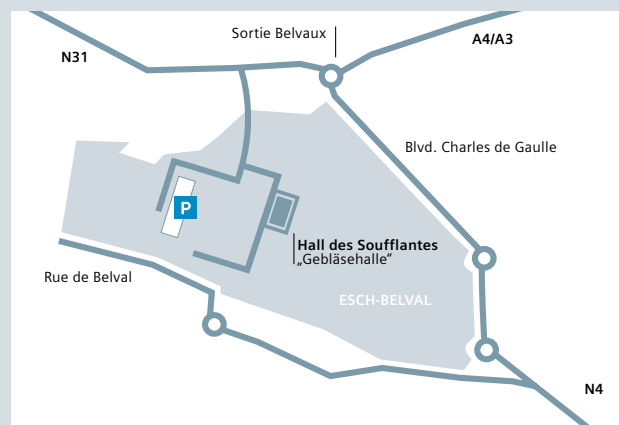 Sortie Belvaux
A4/A3
N31
Blvd. Charles de Gaulle
P
Hall des Soufflantes
„Gebläsehalle“
Rue de Belval
ESCH-BELVAL
N4